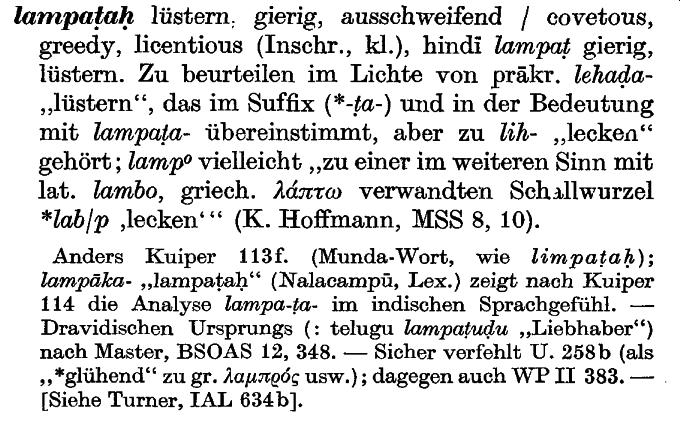 lampaṭaḥ lüstern, gierig, ausschweifend / covetous,
greedy, licentious (Inschr., kl.), hindī lampaṭ gierig,
lüstern. Zu beurteilen im Lichte von prākr. lehaḍa-
„lüstern“, das im Suffix (*-ṭa-) und in der Bedeutung
mit lampaṭa- übereinstimmt, aber zu lih- „lecken“
gehört; lampº vielleicht „zu einer im weiteren Sinn mit
lat. lambo, griech. λάπτω verwandten Schallwurzel
*lab/p ‚lecken‘“ (K. Hoffmann, MSS 8, 10).
Anders Kuiper 113f. (Munda-Wort, wie limpaṭaḥ);
lampāka- „lampaṭaḥ“ (Nalacampū, Lex.) zeigt nach Kuiper
114 die Analyse lampa-ṭa- im indischen Sprachgefühl. —
Dravidischen Ursprungs (: telugu lampaṭuḍu „Liebhaber“)
nach Master, BSOAS 12, 348. — Sicher verfehlt U. 258b (als
„*glühend“ zu gr. λαμπρός usw.); dagegen auch WP II 383. —
[Siehe Turner, IAL 634b].